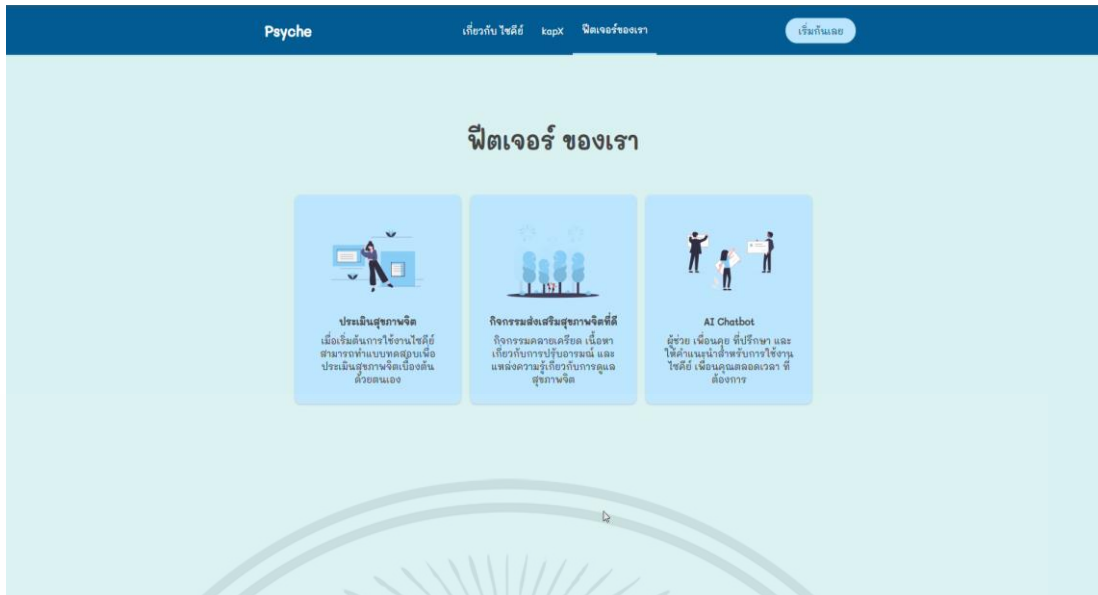 Psyche
เกี่ยวกับ ไซคีย์
kapX
ฟีตเจอร์ของเรา
เริ่มกันเลย
ฟีตเจอร์ ของเรา
ประเมินสุขภาพจิต
เมื่อเริ่มต้นการใช้งานไซคีย์
สามารถทำแบบทดสอบเพื่อ
ประเมินสุขภาพจิตเบื้องต้น
ด้วยตนเอง
กิจกรรมส่งเสริมสุขภาพจิตที่ดี
กิจกรรมคลายเครียด เนื้อหา
เกี่ยวกับการปรับอารมณ์ และ
แหล่งความรู้เกี่ยวกับการดูแล
สุขภาพจิต
AI Chatbot
ผู้ช่วย เพื่อนคุย ที่ปรึกษา และ
ให้คำแนะนำสำหรับการใช้งาน
ไซคีย์ เพื่อนคุณตลอดเวลา ที่
ต้องการ